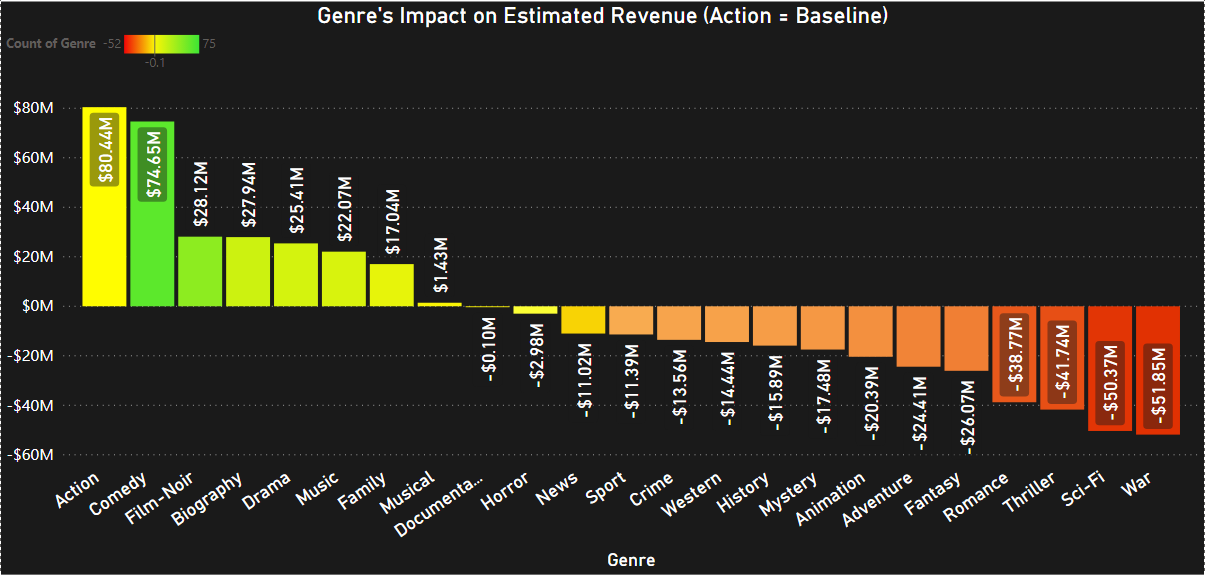 Genre's Impact on Estimated Revenue (Action = Baseline)
Count of Genre -52 75
-0.1
$80M
$60M
$40M
$20M
$0M
-$20M
-$40M
-$60M
$80.44M
$74.65M
$28.12M
$27.94M
$25.41M
$22.07M
$17.04M
$1.43M
-$0.10M
-$2.98M
-$11.02M
-$11.39M
-$13.56M
-$14.44M
-$15.89M
-$17.48M
-$20.39M
-$24.41M
-$26.07M
-$38.77M
-$41.74M
-$50.37M
-$51.85M
Action
Comedy
Film-Noir
Biography
Drama
Music
Family
Musical
Documenta...
Horror
News
Sport
Crime
Western
History
Mystery
Animation
Adventure
Fantasy
Romance
Thriller
Sci-Fi
War
Genre